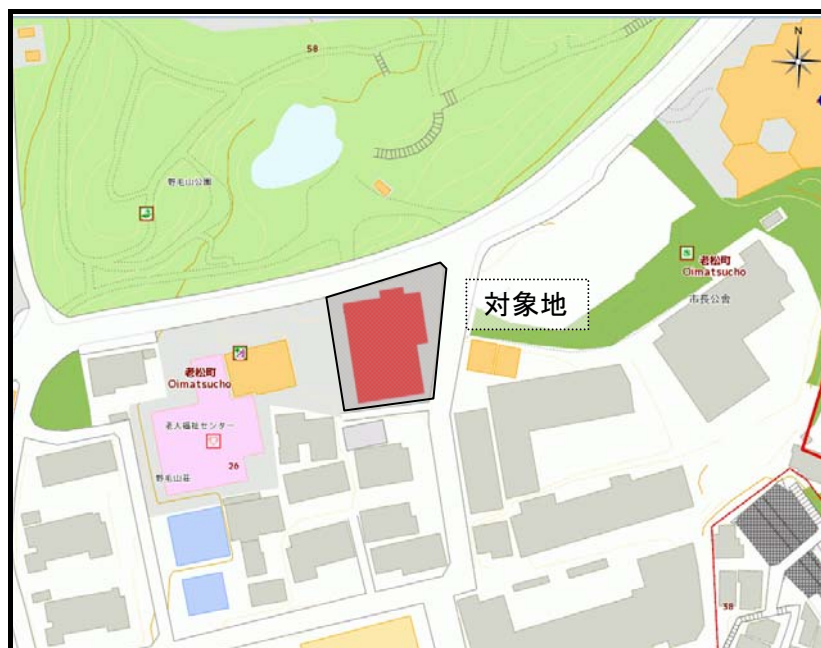 58
N
野毛山公園
老松町
Oimatsucho
市長公舎
対象地
老松町
Oimatsucho
老人福祉センター
野毛山荘
26
38